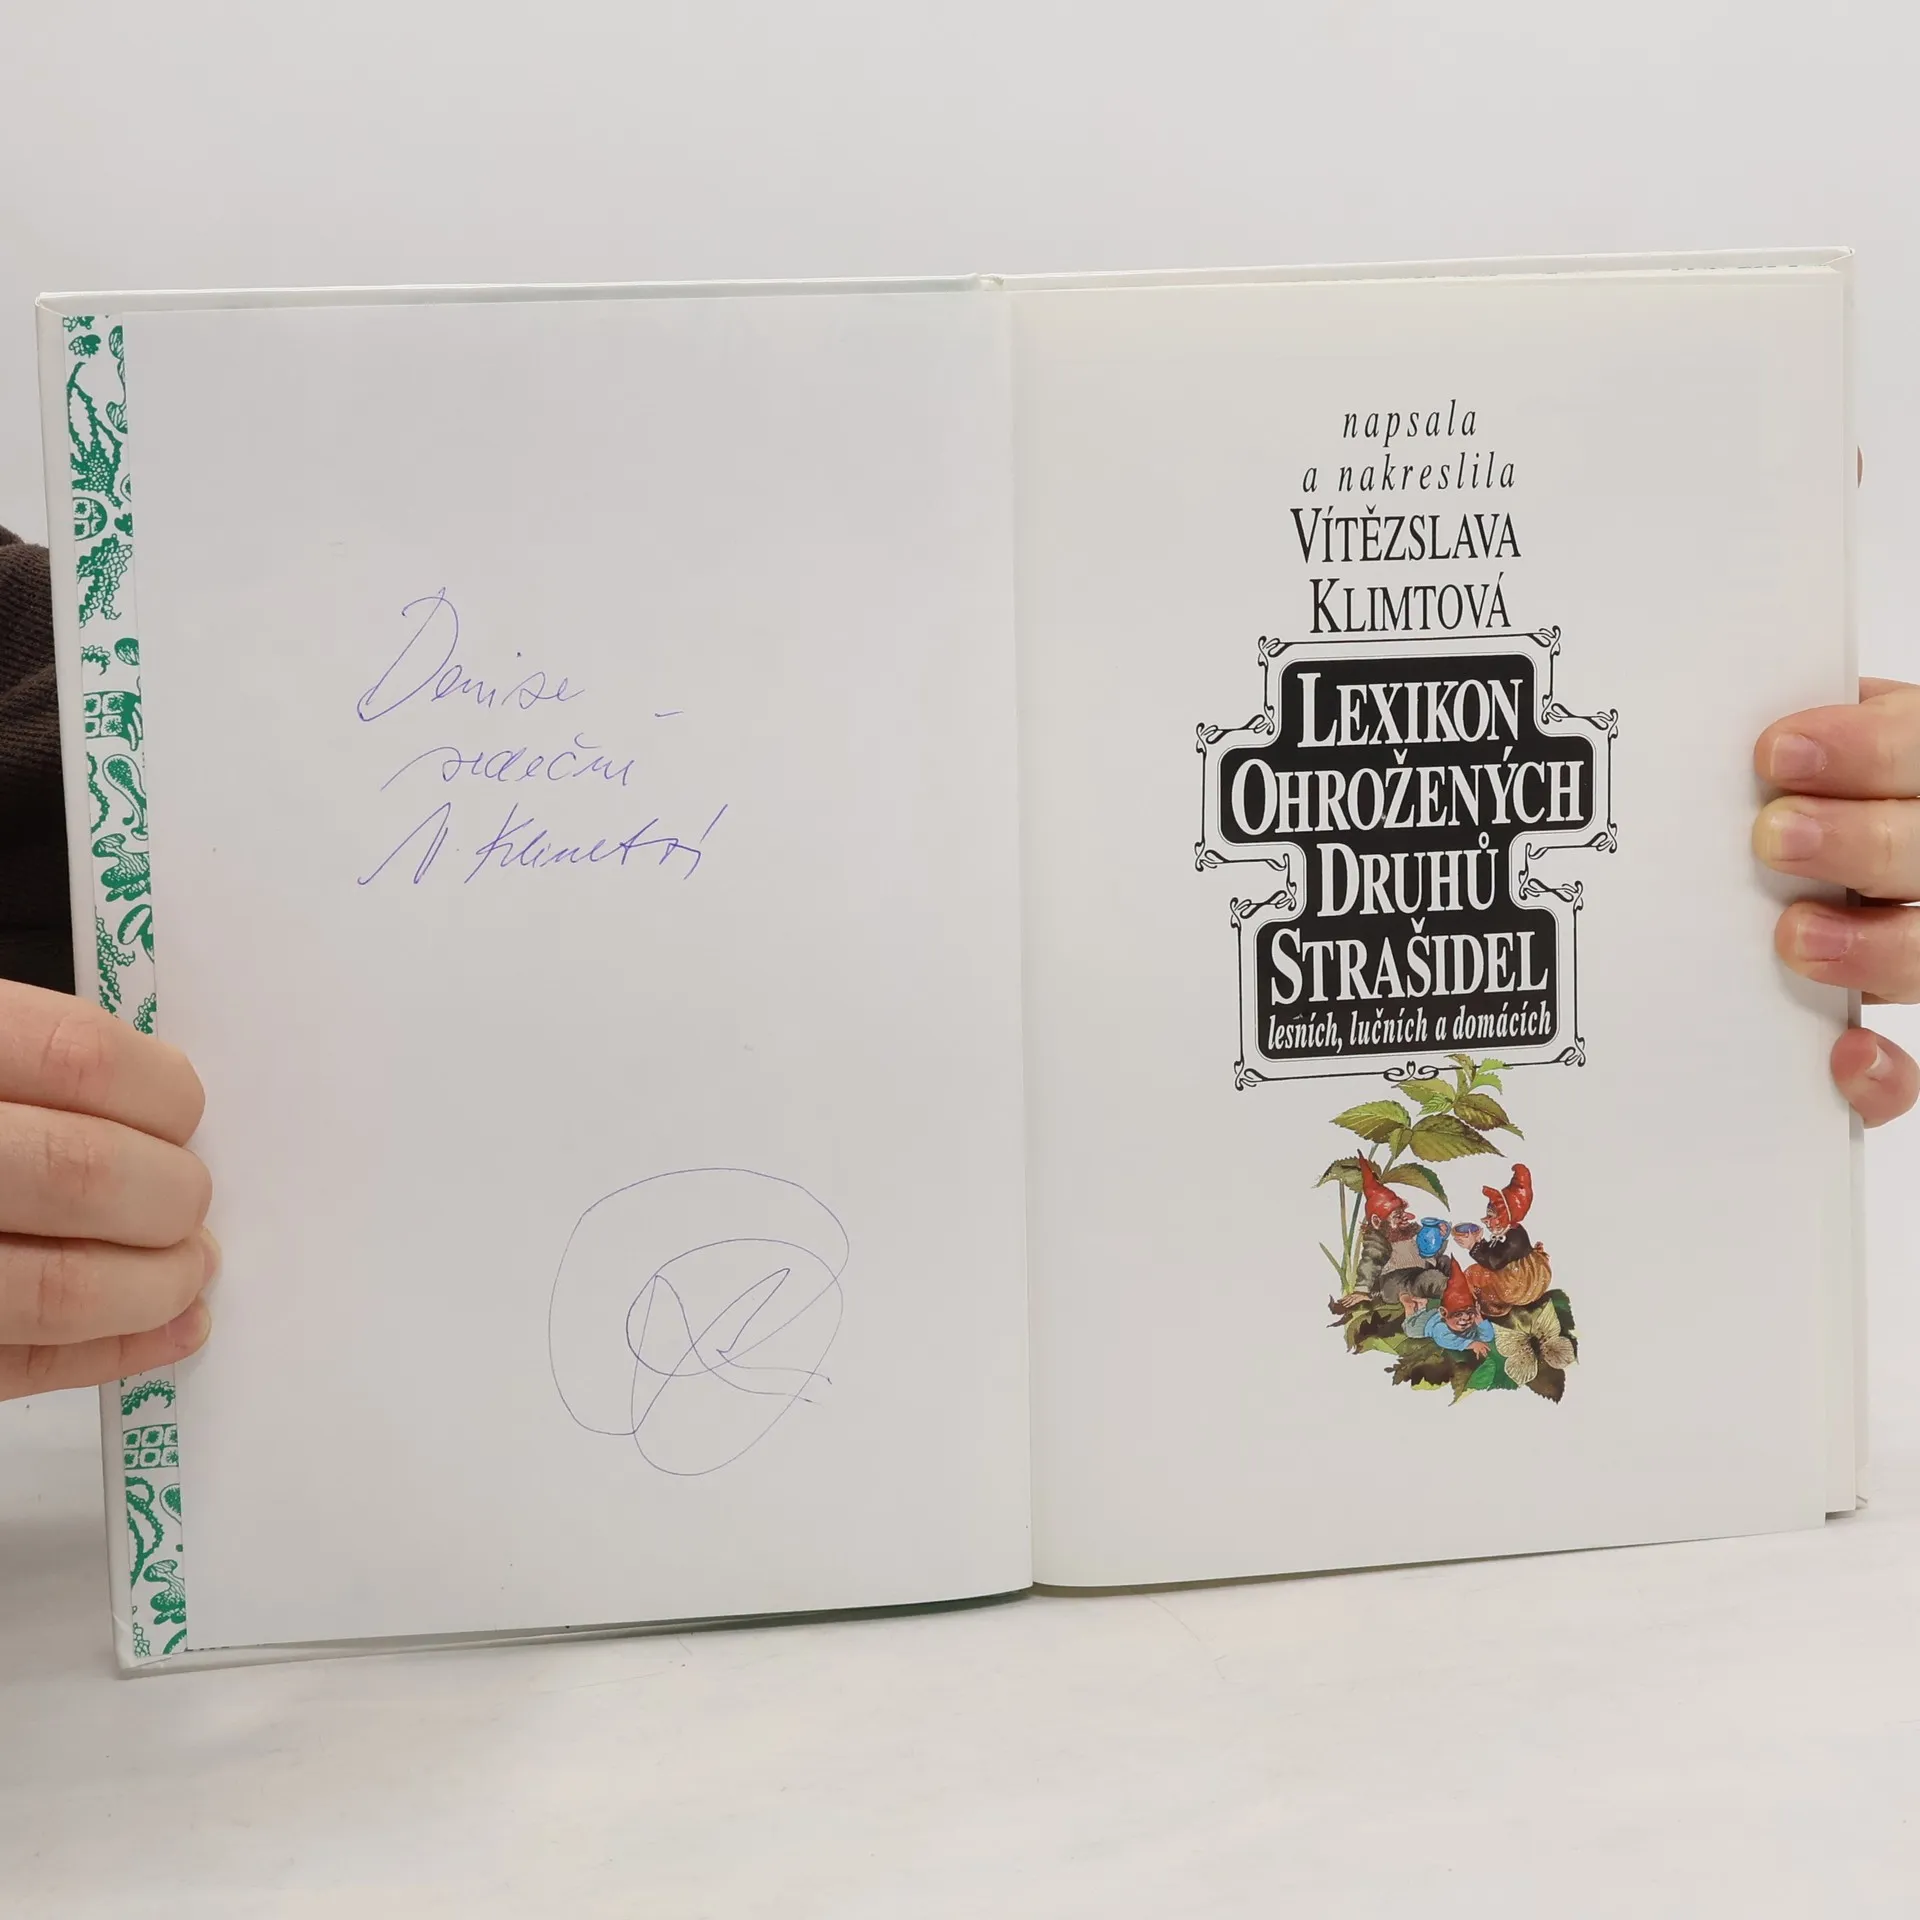 Denise -
srdečně
V. Klimtová
napsala
a nakreslila
VÍTĚZSLAVA
KLIMTOVÁ
LEXIKON
OHROŽENÝCH
DRUHŮ
STRAŠIDEL
lesních, lučních a domácích